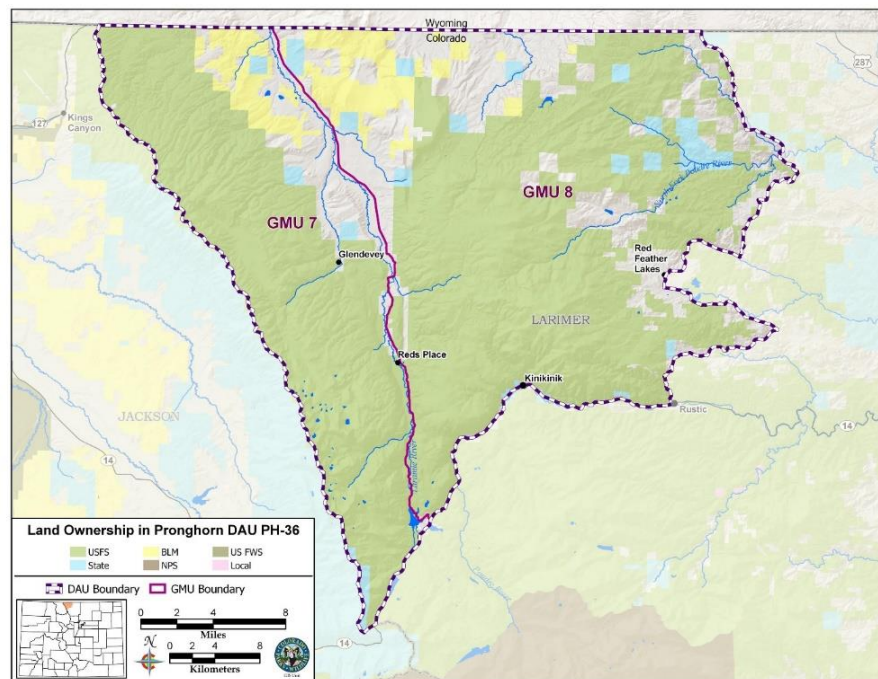 Wyoming
Colorado
287
Kings
Canyon
127
GMU 7
GMU 8
Glendevey
Red
Feather
Lakes
LARIMER
Reds Place
Kinikinik
Rustic
JACKSON
14
14
Laramie River
Land Ownership in Pronghorn DAU PH-36
USFS
BLM
US FWS
State
NPS
Local
DAU Boundary
GMU Boundary
0 2 4 8
Miles
N
0 2 4 8
Kilometers
14